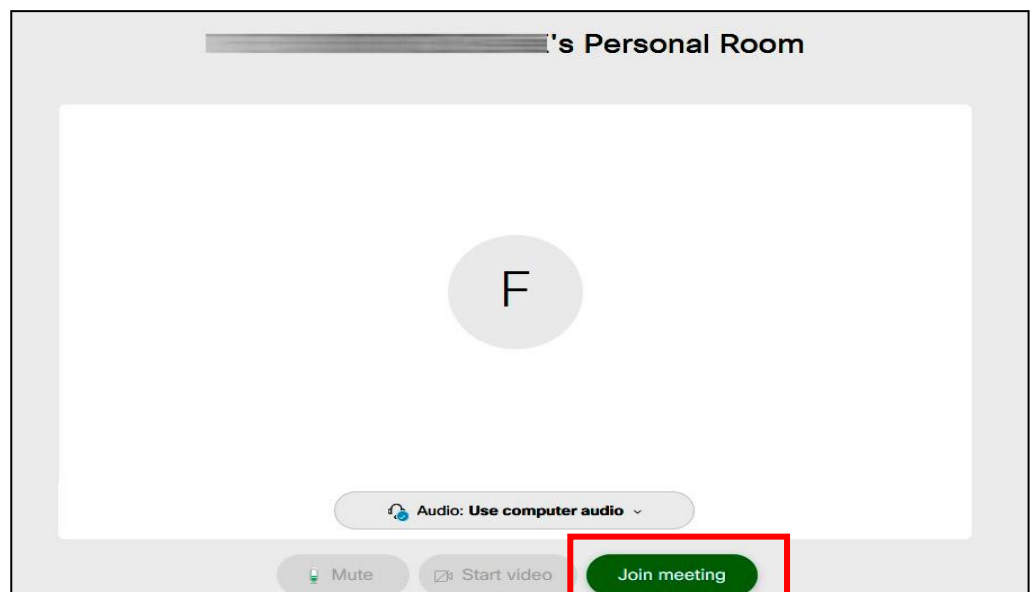 's Personal Room
F
Audio: Use computer audio
Mute
Start video
Join meeting